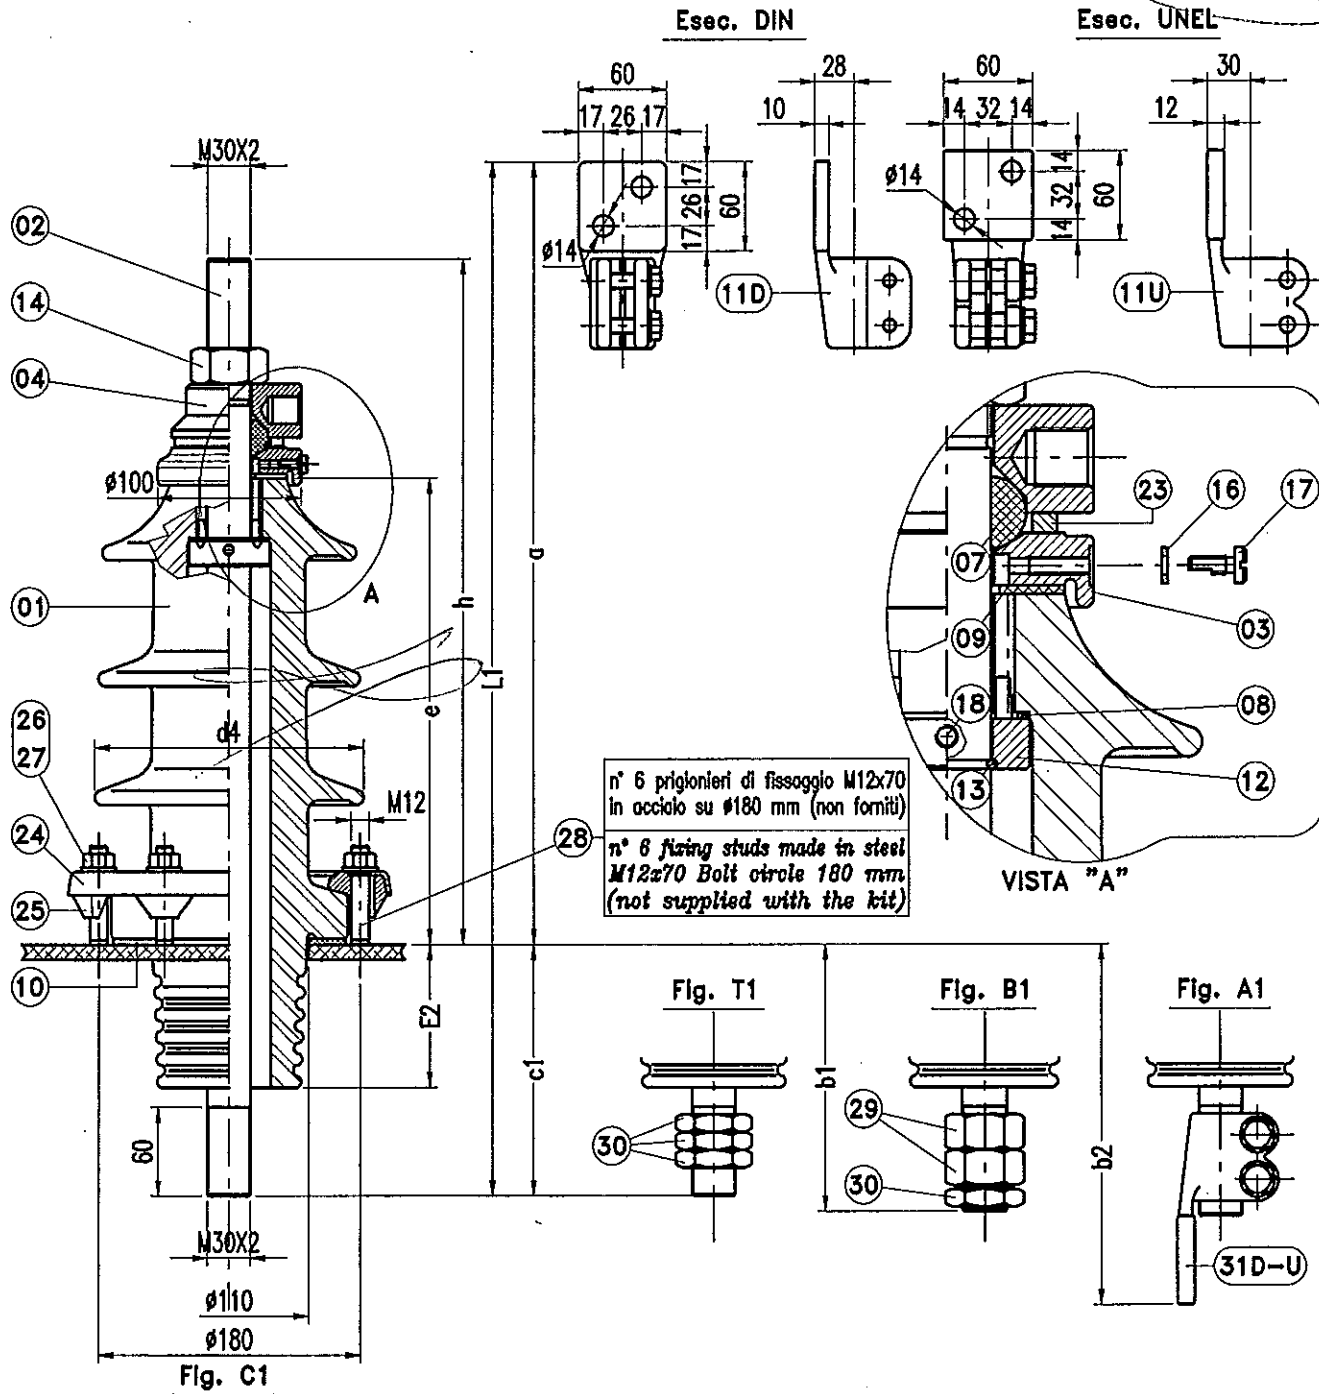 Esec. DIN
Esec. UNEL
60
28
60
30
17 26 17
10
14 32 14
12
M30X2
17
26
17
60
14
32
14
60
ø14
ø14
02
14
04
11D
11U
ø100
A
01
h
a
L1
e
d4
23
16
17
07
09
03
18
08
13
12
VISTA "A"
26
27
24
25
10
M12
28
n° 6 prigionieri di fissaggio M12x70
in acciaio su ø180 mm (non forniti)
n° 6 fixing studs made in steel
M12x70 Bolt circle 180 mm
(not supplied with the kit)
E2
c1
b1
b2
Fig. T1
Fig. B1
Fig. A1
30
29
30
31D-U
60
M30X2
ø110
ø180
Fig. C1